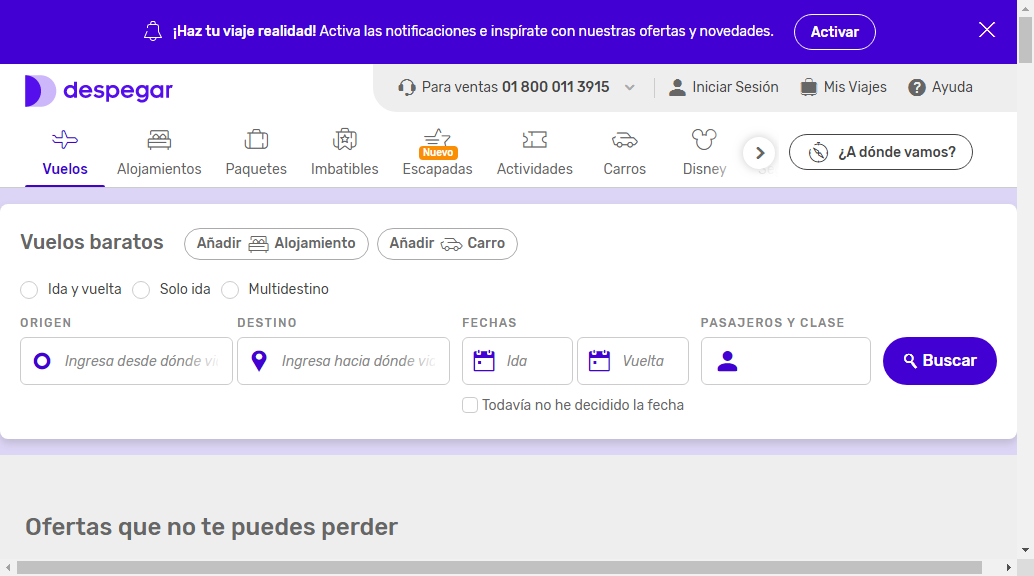 ¡Haz tu viaje realidad! Activa las notificaciones e inspírate con nuestras ofertas y novedades. Activar
despegar Para ventas 01 800 011 3915 Iniciar Sesión Mis Viajes Ayuda
Nuevo
Vuelos Alojamientos Paquetes Imbatibles Escapadas Actividades Carros Disney ¿A dónde vamos?
Vuelos baratos Añadir Alojamiento Añadir Carro
Ida y vuelta Solo ida Multidestino
ORIGEN DESTINO FECHAS PASAJEROS Y CLASE
Ingresa desde dónde Ingresa hacia dónde Ida Vuelta Buscar
Todavía no he decidido la fecha
Ofertas que no te puedes perder